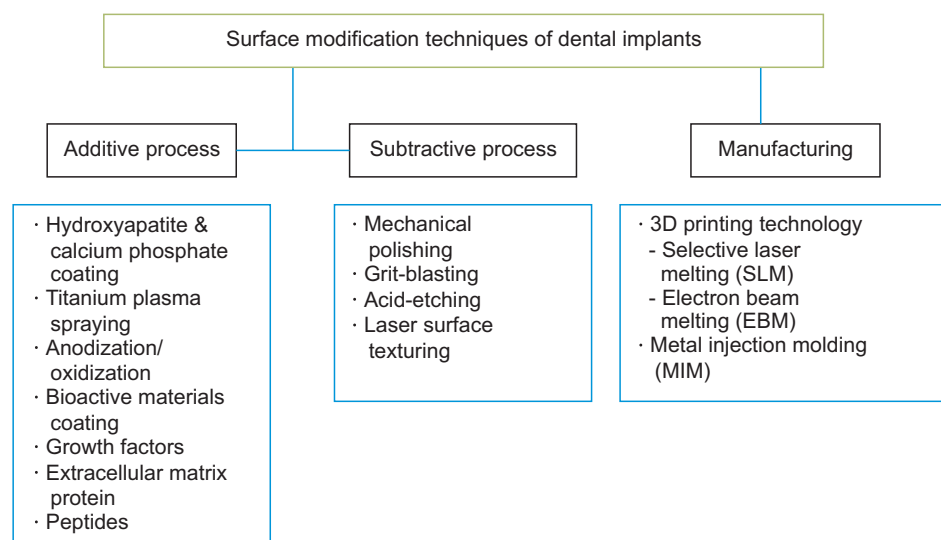 Surface modification techniques of dental implants
Additive process
Subtractive process
Manufacturing
· Hydroxyapatite &
calcium phosphate
coating
· Titanium plasma
spraying
· Anodization/
oxidization
· Bioactive materials
coating
· Growth factors
· Extracellular matrix
protein
· Peptides
· Mechanical
polishing
· Grit-blasting
· Acid-etching
· Laser surface
texturing
· 3D printing technology
- Selective laser
melting (SLM)
- Electron beam
melting (EBM)
· Metal injection molding
(MIM)